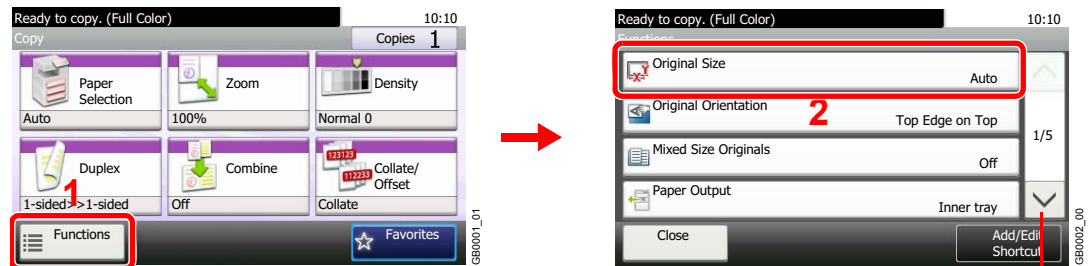 Ready to copy. (Full Color) 10:10
Copy Copies 1
Paper Selection
Auto
Zoom
100%
Density
Normal 0
Duplex
1-sided>>1-sided
Combine
Off
123123
112233
Collate/
Offset
Collate
1
Functions
Favorites
GB0001_01
Ready to copy. (Full Color) 10:10
Functions
Original Size
Auto
Original Orientation
2
Top Edge on Top
1/5
Mixed Size Originals
Off
Paper Output
Inner tray
Close
Add/Edit
Shortcut
GB0002_00